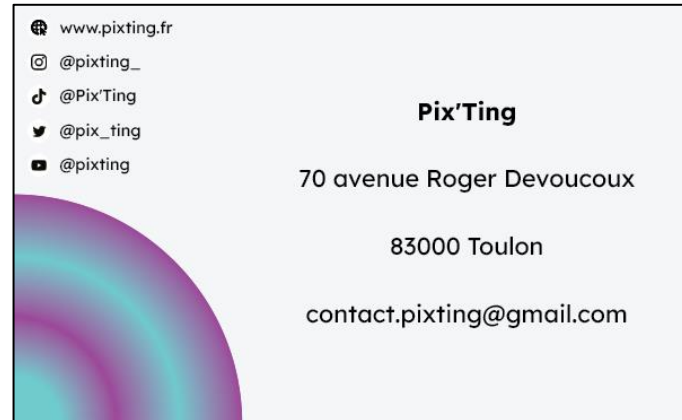 www.pixting.fr
@pixting_
@Pix'Ting
@pix_ting
@pixting
Pix'Ting
70 avenue Roger Devoucoux
83000 Toulon
contact.pixting@gmail.com